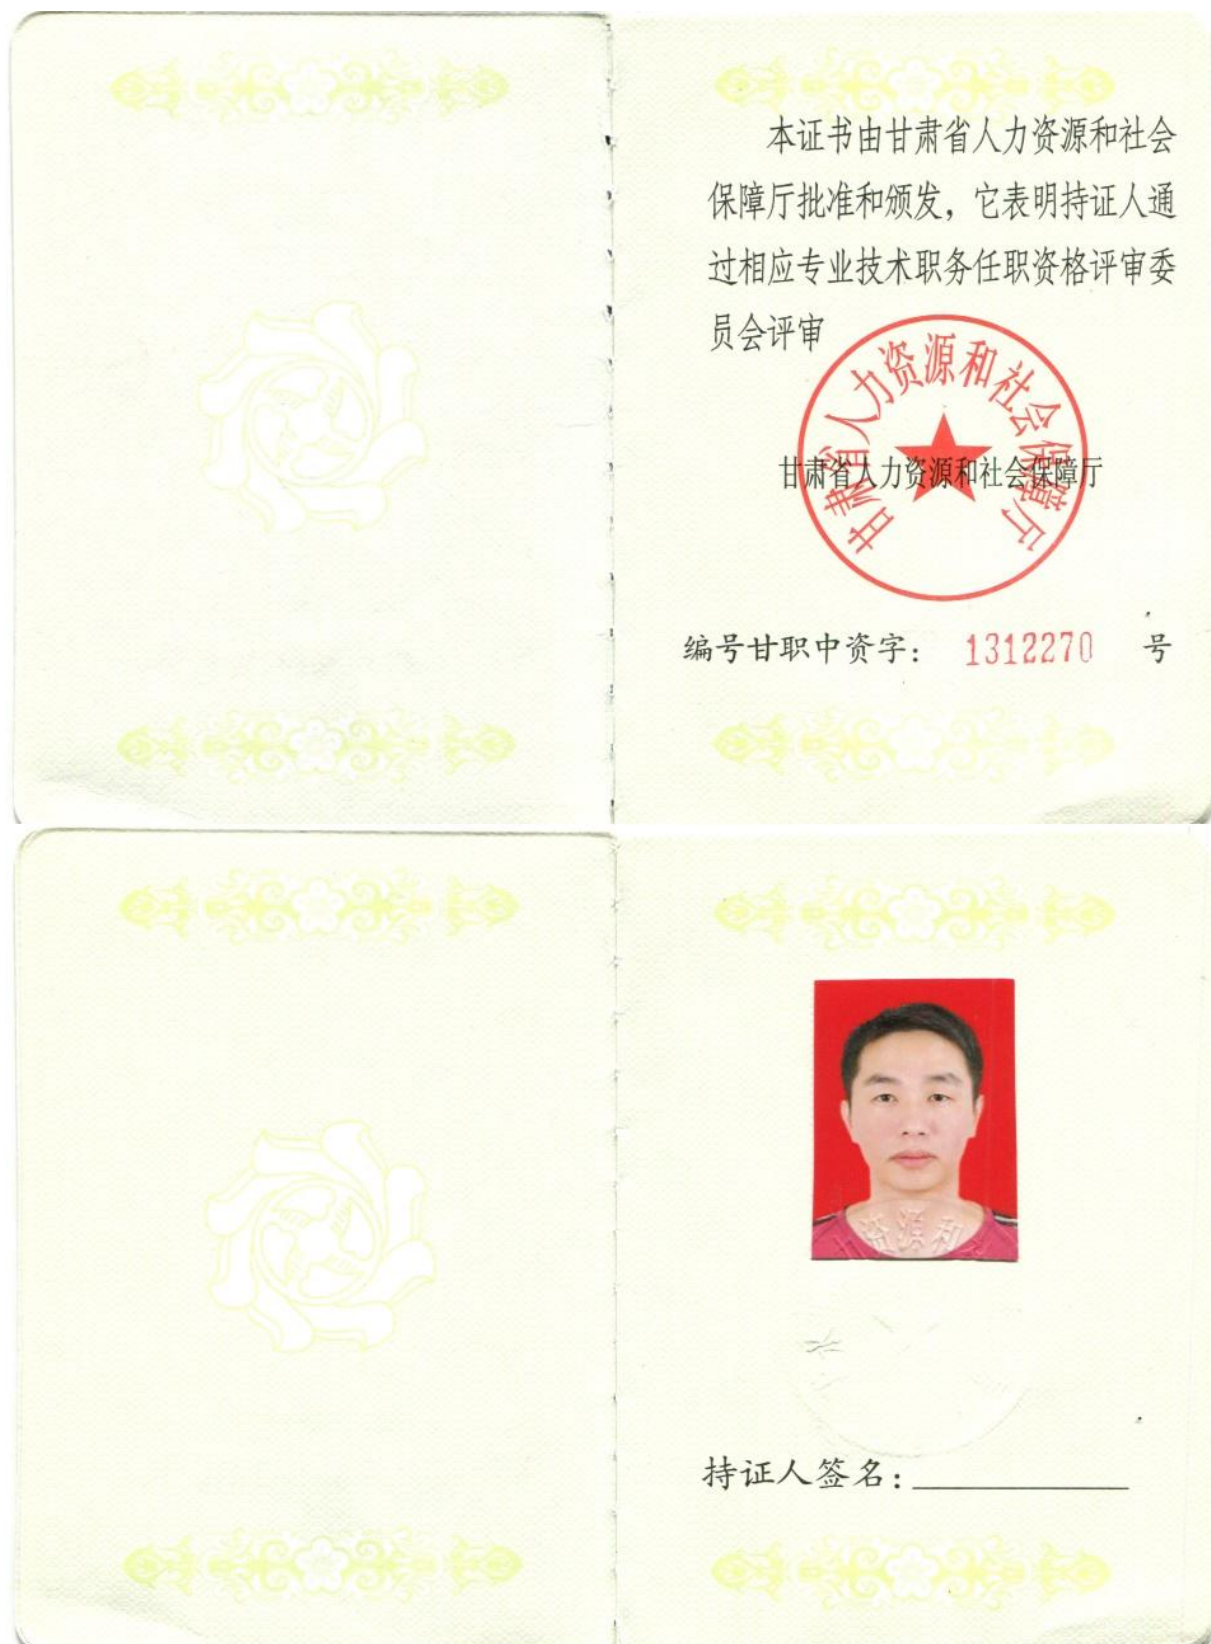 本证书由甘肃省人力资源和社会
保障厅批准和颁发，它表明持证人通
过相应专业技术职务任职资格评审委
员会评审
甘肃省人力资源和社会保障厅
甘肃省人力资源和社会保障厅
编号甘职中资字： 1312270 号
资源和
持证人签名：